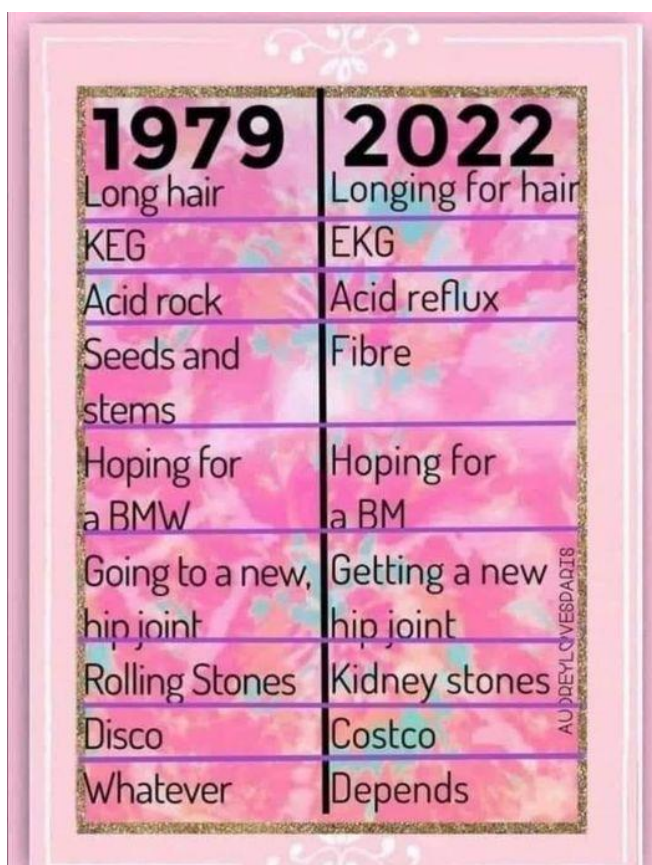 1979 2022
Long hair Longing for hair
KEG EKG
Acid rock Acid reflux
Seeds and Fibre
stems
Hoping for Hoping for
a BMW a BM
Going to a new, Getting a new
hip joint hip joint
Rolling Stones Kidney stones
Disco Costco
Whatever Depends
AUDREYLOVESPARIS